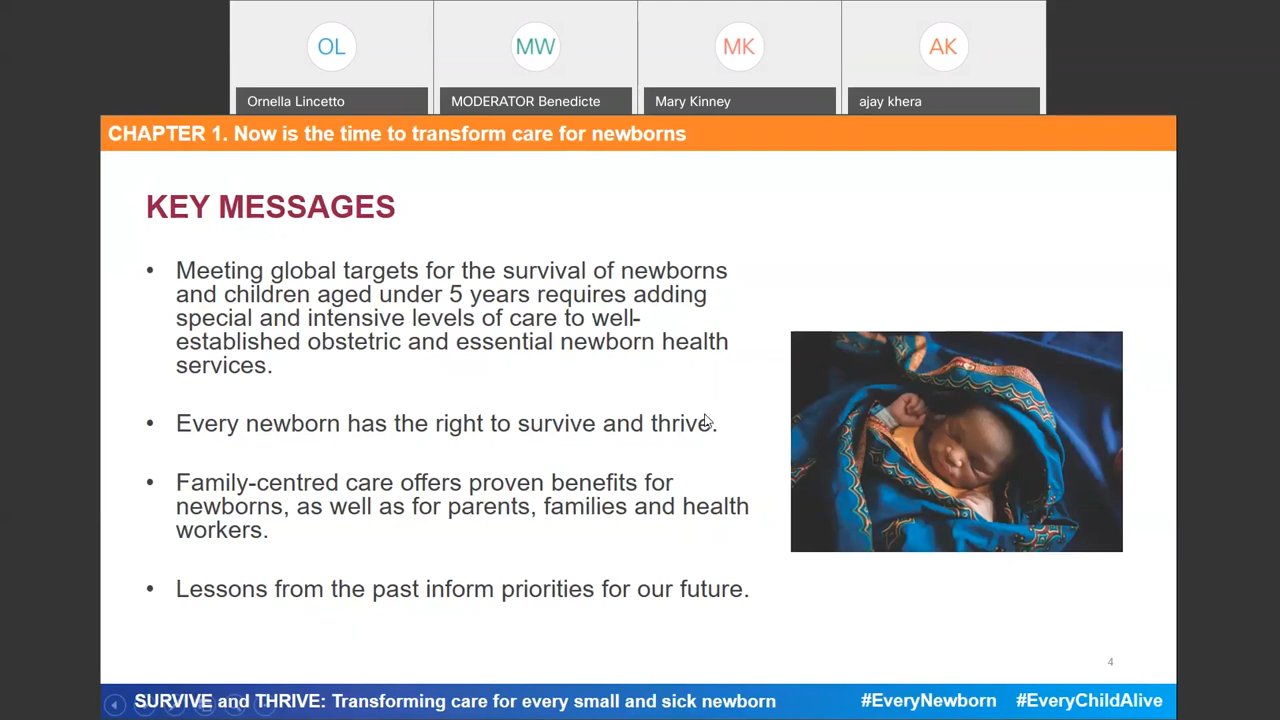 OL
MW
MK
AK
Ornella Lincetto
MODERATOR Benedicte
Mary Kinney
ajay khera
CHAPTER 1. Now is the time to transform care for newborns
KEY MESSAGES
• Meeting global targets for the survival of newborns
and children aged under 5 years requires adding
special and intensive levels of care to well-
established obstetric and essential newborn health
services.
• Every newborn has the right to survive and thrive.
• Family-centred care offers proven benefits for
newborns, as well as for parents, families and health
workers.
• Lessons from the past inform priorities for our future.
4
SURVIVE and THRIVE: Transforming care for every small and sick newborn
#EveryNewborn #EveryChildAlive